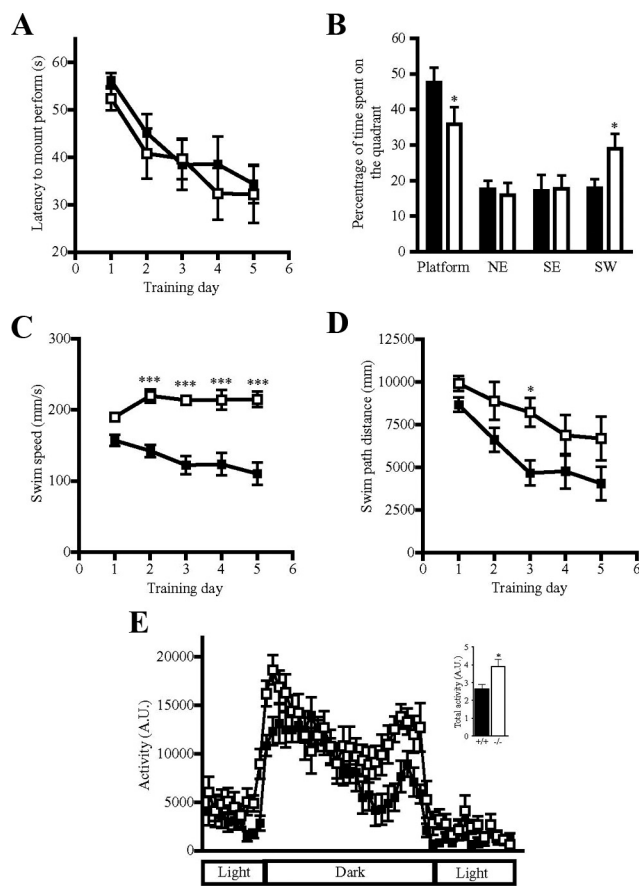 A
Latency to mount perform (s)
60
50
40
30
20
0 1 2 3 4 5 6
Training day
B
Percentage of time spent on
the quadrant
60
50
40
30
20
10
0
*
*
Platform NE SE SW
C
Swim speed (mm/s)
300
200
100
0
*** *** *** ***
0 1 2 3 4 5 6
Training day
D
Swim path distance (mm)
12500
10000
7500
5000
2500
0
*
0 1 2 3 4 5 6
Training day
E
Activity (A.U.)
20000
15000
10000
5000
0
Total activity (A.U.)
5
4
3
2
1
0
*
+/+ -/-
Light Dark Light